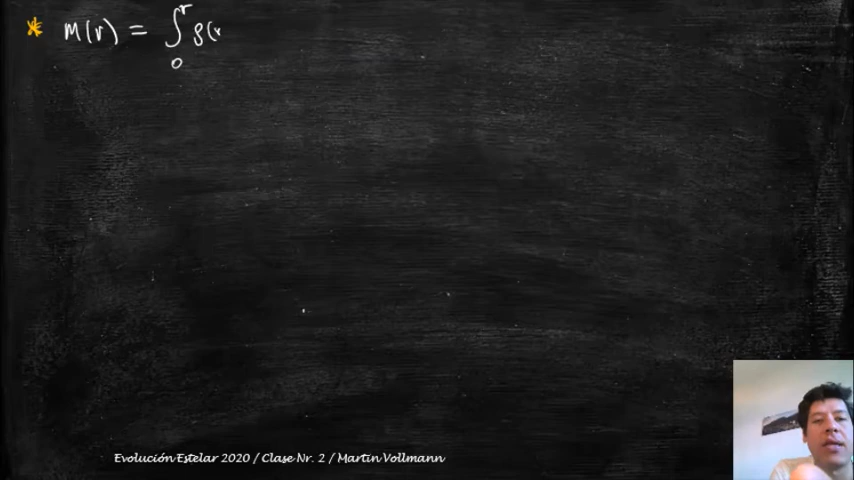 * M(r) = ∫₀ʳ ρ(r
Evolución Estelar 2020 / Clase Nr. 2 / Martin Vollmann